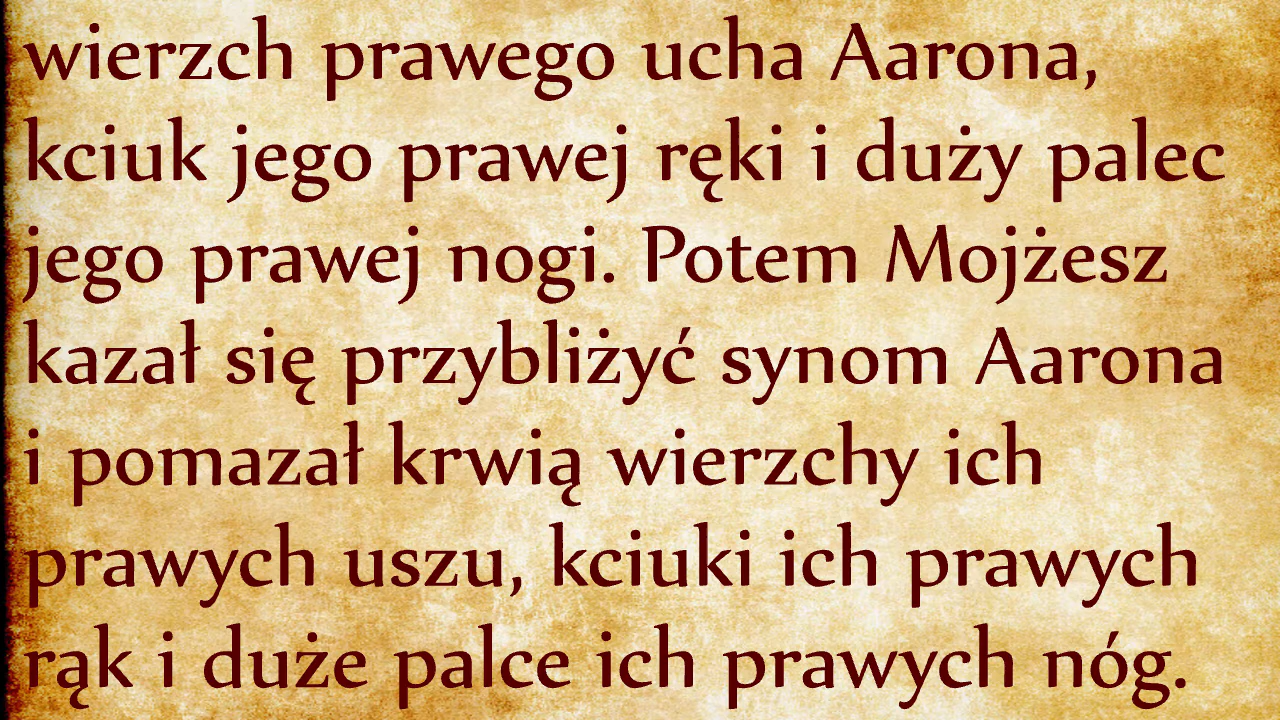 wierzch prawego ucha Aarona,
kciuk jego prawej ręki i duży palec
jego prawej nogi. Potem Mojżesz
kazał się przybliżyć synom Aarona
i pomazał krwią wierzchy ich
prawych uszu, kciuki ich prawych
rąk i duże palce ich prawych nóg.